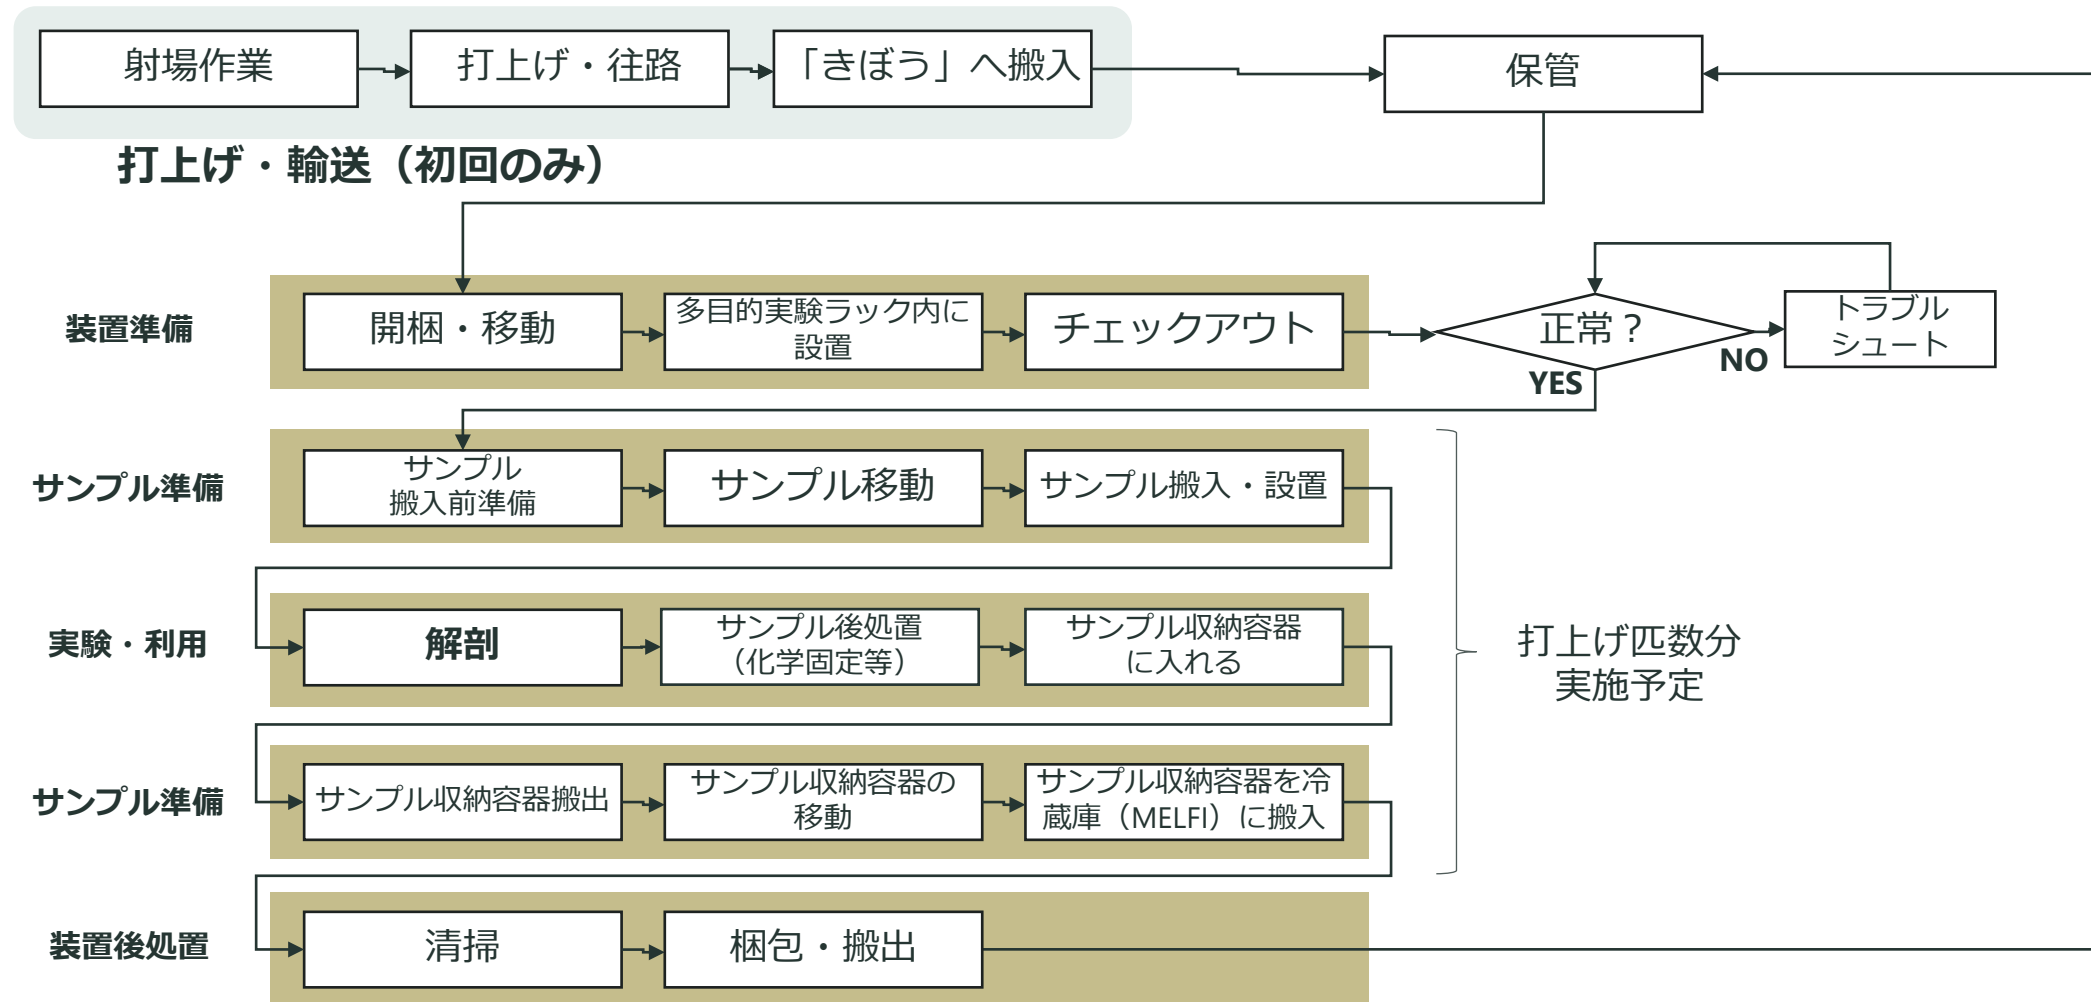 射場作業
打上げ・往路
「きぼう」へ搬入
保管
打上げ・輸送（初回のみ）
装置準備
開梱・移動
多目的実験ラック内に
設置
チェックアウト
正常？
トラブル
シュート
NO
YES
サンプル準備
サンプル
搬入前準備
サンプル移動
サンプル搬入・設置
実験・利用
解剖
サンプル後処置
（化学固定等）
サンプル収納容器
に入れる
打上げ匹数分
実施予定
サンプル準備
サンプル収納容器搬出
サンプル収納容器の
移動
サンプル収納容器を冷
蔵庫（MELFI）に搬入
装置後処置
清掃
梱包・搬出